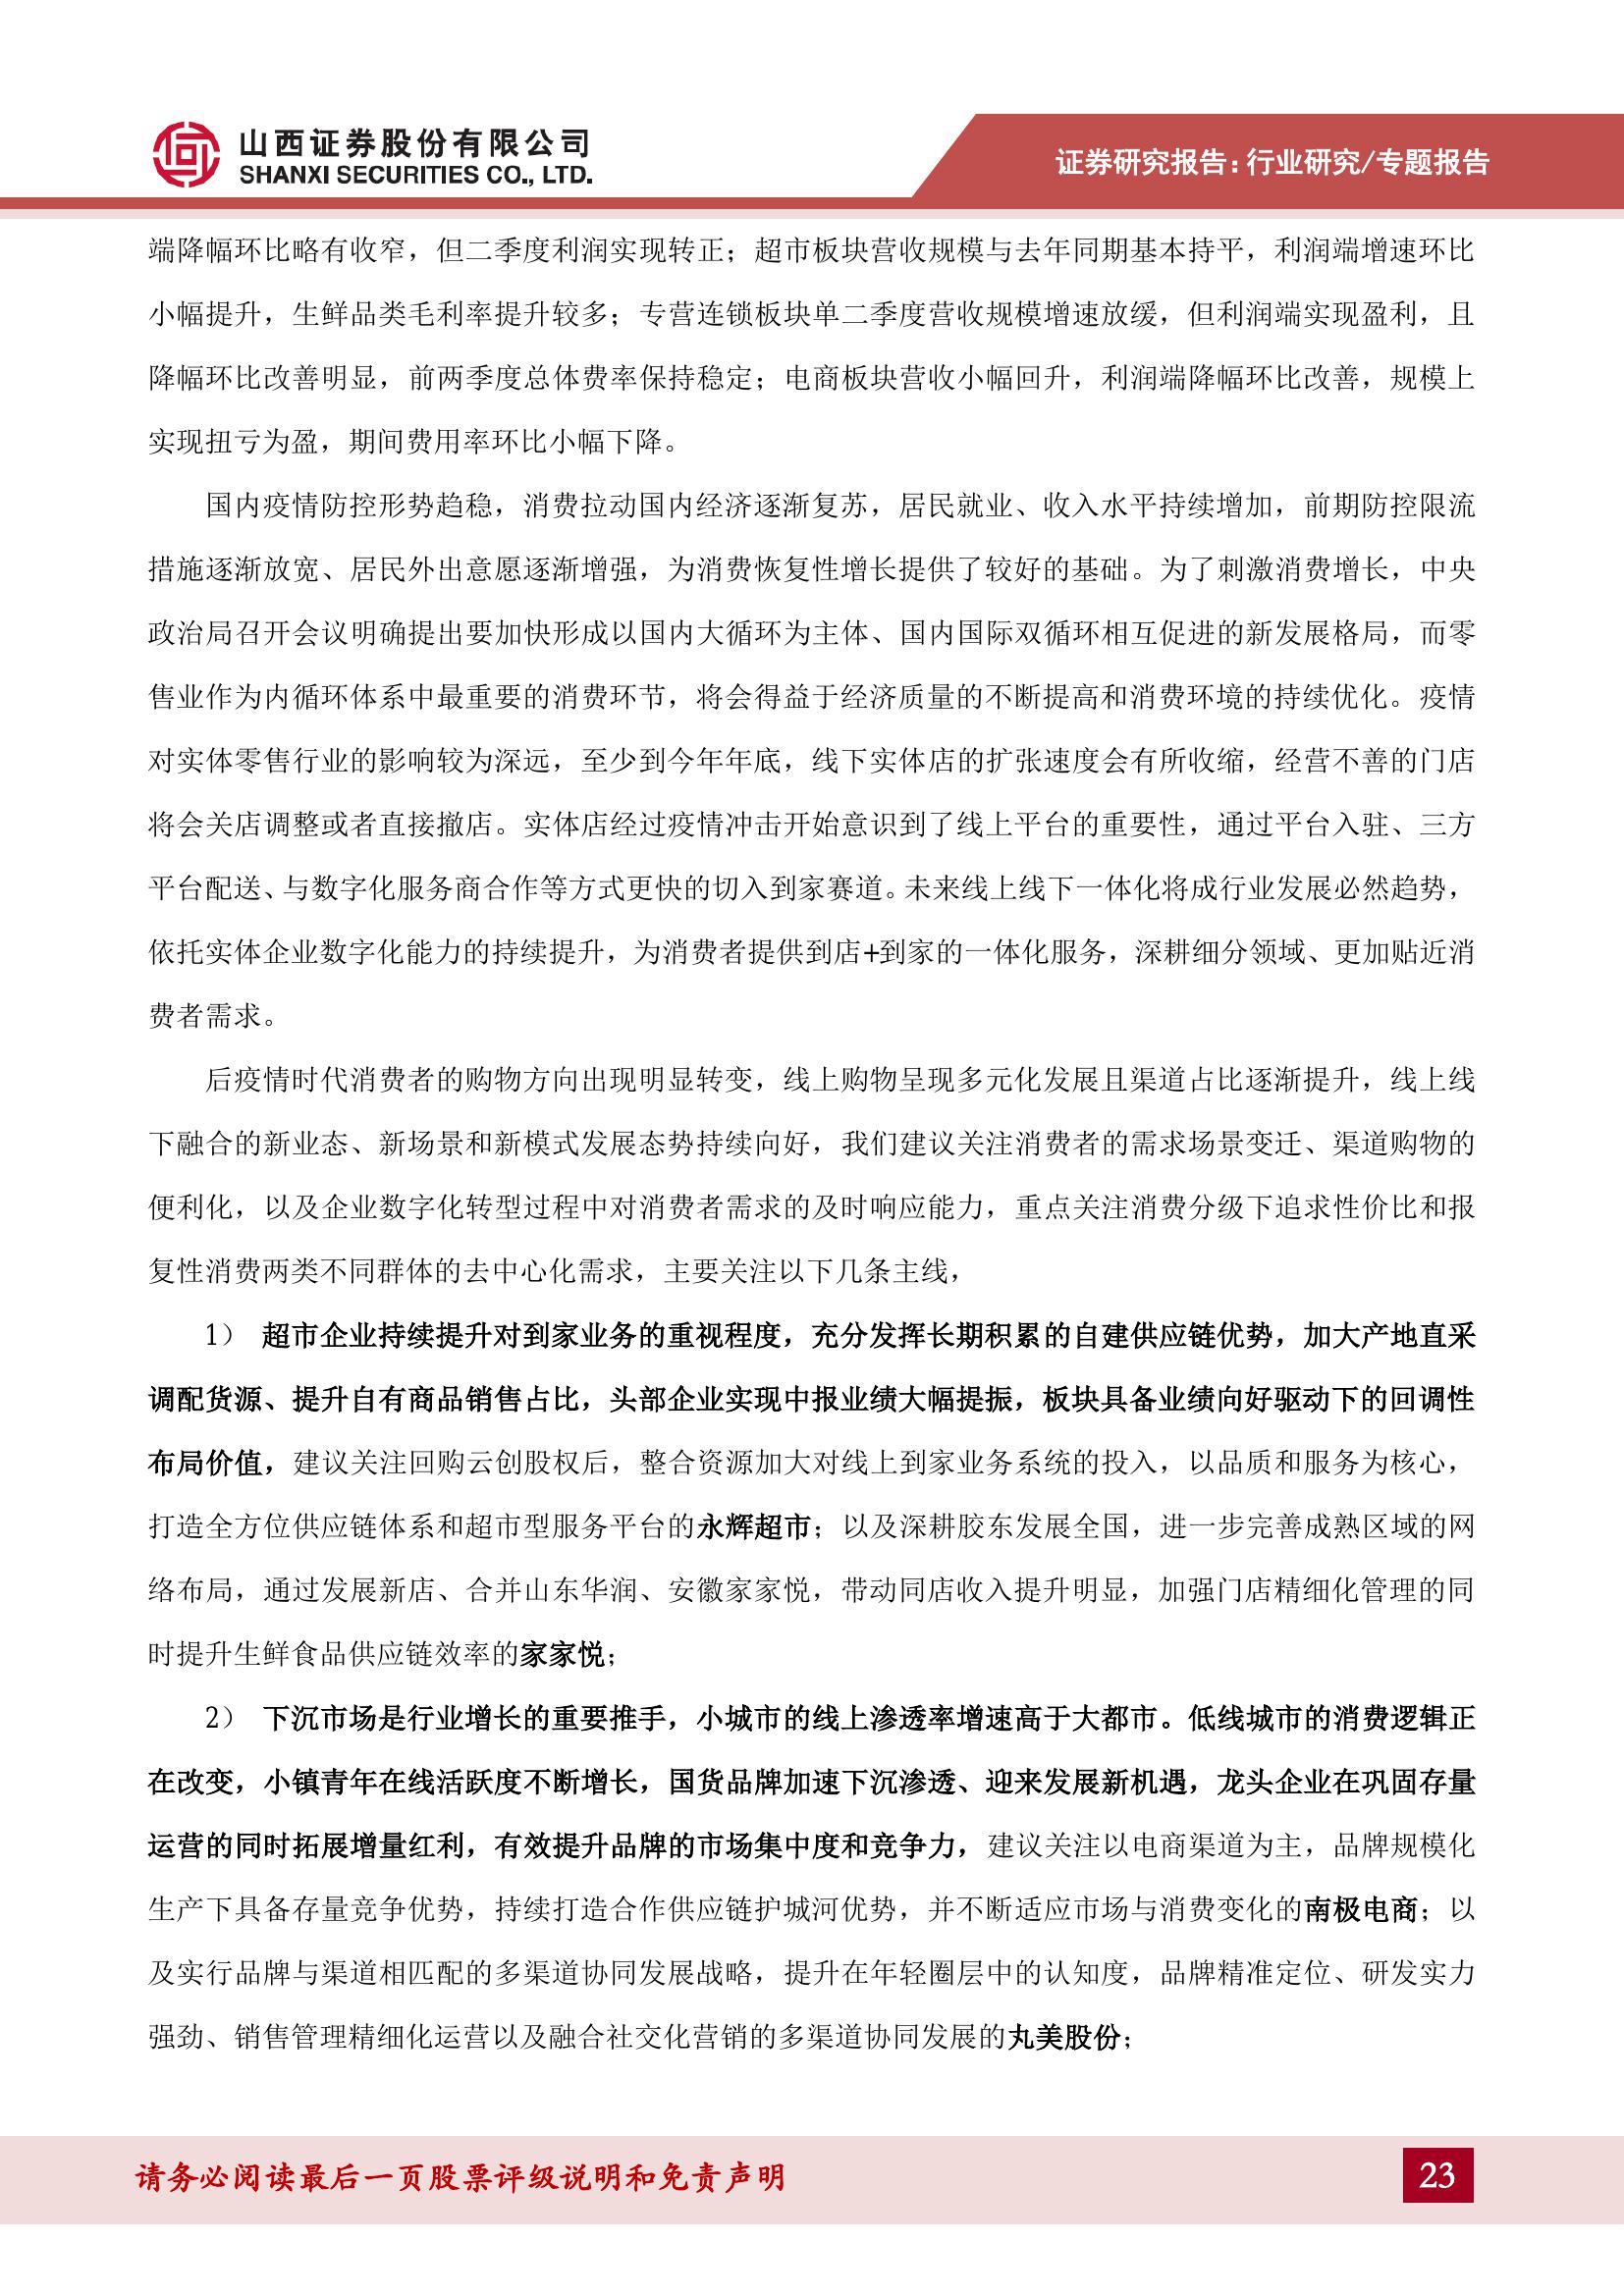 山西证券股份有限公司
SHANXI SECURITIES CO., LTD.
证券研究报告:行业研究/专题报告
端降幅环比略有收窄，但二季度利润实现转正；超市板块营收规模与去年同期基本持平，利润端增速环比
小幅提升，生鲜品类毛利率提升较多；专营连锁板块单二季度营收规模增速放缓，但利润端实现盈利，且
降幅环比改善明显，前两季度总体费率保持稳定；电商板块营收小幅回升，利润端降幅环比改善，规模上
实现扭亏为盈，期间费用率环比小幅下降。
国内疫情防控形势趋稳，消费拉动国内经济逐渐复苏，居民就业、收入水平持续增加，前期防控限流
措施逐渐放宽、居民外出意愿逐渐增强，为消费恢复性增长提供了较好的基础。为了刺激消费增长，中央
政治局召开会议明确提出要加快形成以国内大循环为主体、国内国际双循环相互促进的新发展格局，而零
售业作为内循环体系中最重要的消费环节，将会得益于经济质量的不断提高和消费环境的持续优化。疫情
对实体零售行业的影响较为深远，至少到今年年底，线下实体店的扩张速度会有所收缩，经营不善的门店
将会关店调整或者直接撤店。实体店经过疫情冲击开始意识到了线上平台的重要性，通过平台入驻、三方
平台配送、与数字化服务商合作等方式更快的切入到家赛道。未来线上线下一体化将成行业发展必然趋势，
依托实体企业数字化能力的持续提升，为消费者提供到店+到家的一体化服务，深耕细分领域、更加贴近消
费者需求。
后疫情时代消费者的购物方向出现明显转变，线上购物呈现多元化发展且渠道占比逐渐提升，线上线
下融合的新业态、新场景和新模式发展态势持续向好，我们建议关注消费者的需求场景变迁、渠道购物的
便利化，以及企业数字化转型过程中对消费者需求的及时响应能力，重点关注消费分级下追求性价比和报
复性消费两类不同群体的去中心化需求，主要关注以下几条主线，
1） 超市企业持续提升对到家业务的重视程度，充分发挥长期积累的自建供应链优势，加大产地直采
调配货源、提升自有商品销售占比，头部企业实现中报业绩大幅提振，板块具备业绩向好驱动下的回调性
布局价值，建议关注回购云创股权后，整合资源加大对线上到家业务系统的投入，以品质和服务为核心，
打造全方位供应链体系和超市型服务平台的永辉超市；以及深耕胶东发展全国，进一步完善成熟区域的网
络布局，通过发展新店、合并山东华润、安徽家家悦，带动同店收入提升明显，加强门店精细化管理的同
时提升生鲜食品供应链效率的家家悦；
2） 下沉市场是行业增长的重要推手，小城市的线上渗透率增速高于大都市。低线城市的消费逻辑正
在改变，小镇青年在线活跃度不断增长，国货品牌加速下沉渗透、迎来发展新机遇，龙头企业在巩固存量
运营的同时拓展增量红利，有效提升品牌的市场集中度和竞争力，建议关注以电商渠道为主，品牌规模化
生产下具备存量竞争优势，持续打造合作供应链护城河优势，并不断适应市场与消费变化的南极电商；以
及实行品牌与渠道相匹配的多渠道协同发展战略，提升在年轻圈层中的认知度，品牌精准定位、研发实力
强劲、销售管理精细化运营以及融合社交化营销的多渠道协同发展的丸美股份；
请务必阅读最后一页股票评级说明和免责声明
23